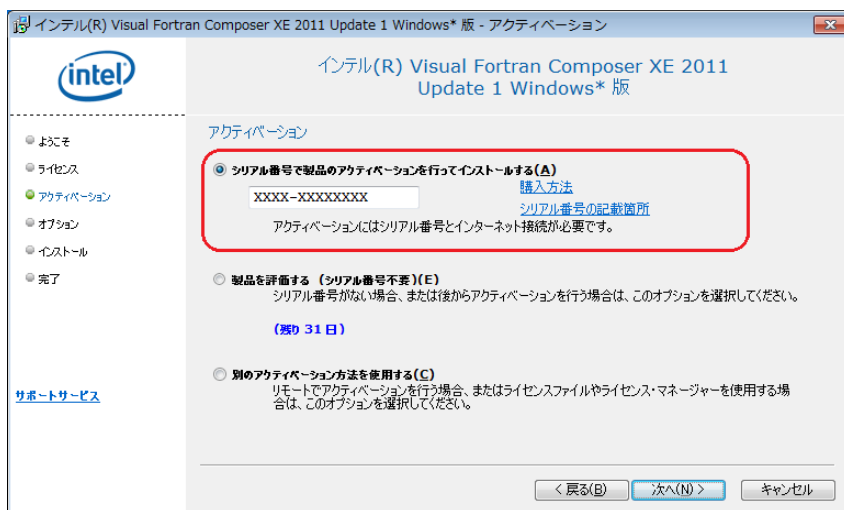 インテル(R) Visual Fortran Composer XE 2011 Update 1 Windows* 版 - アクティベーション
intel
インテル(R) Visual Fortran Composer XE 2011
Update 1 Windows* 版
ようこそ
ライセンス
アクティベーション
オプション
インストール
完了
サポートサービス
アクティベーション
シリアル番号で製品のアクティベーションを行ってインストールする(A)
XXXX-XXXXXXXX
購入方法
シリアル番号の記載箇所
アクティベーションにはシリアル番号とインターネット接続が必要です。
製品を評価する (シリアル番号不要)(E)
シリアル番号がない場合、または後からアクティベーションを行う場合は、このオプションを選択してください。
(残り 31 日)
別のアクティベーション方法を使用する(C)
リモートでアクティベーションを行う場合、またはライセンスファイルやライセンス・マネージャーを使用する場
合は、このオプションを選択してください。
< 戻る(B)
次へ(N) >
キャンセル